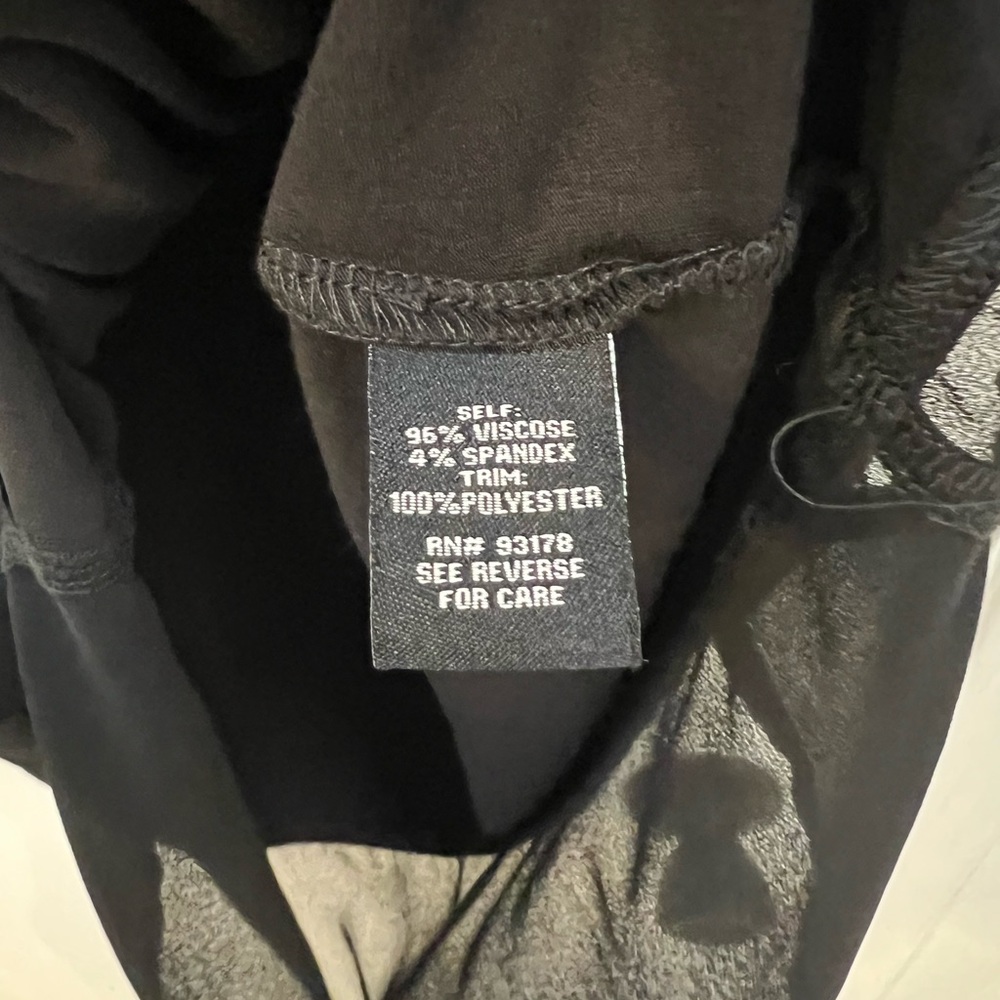 SELF:
96% VISCOSE
4% SPANDEX
TRIM:
100%POLYESTER
RN# 93178
SEE REVERSE
FOR CARE